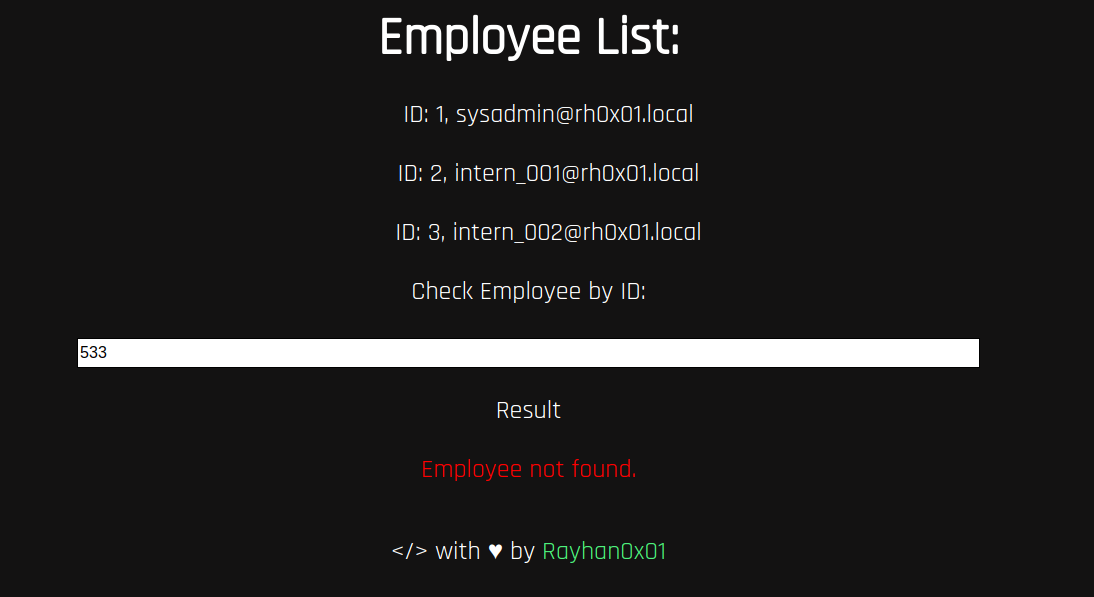 Employee List:
ID: 1, sysadmin@rh0x01.local
ID: 2, intern_001@rh0x01.local
ID: 3, intern_002@rh0x01.local
Check Employee by ID:
533
Result
Employee not found.
</> with ♥ by Rayhan0x01